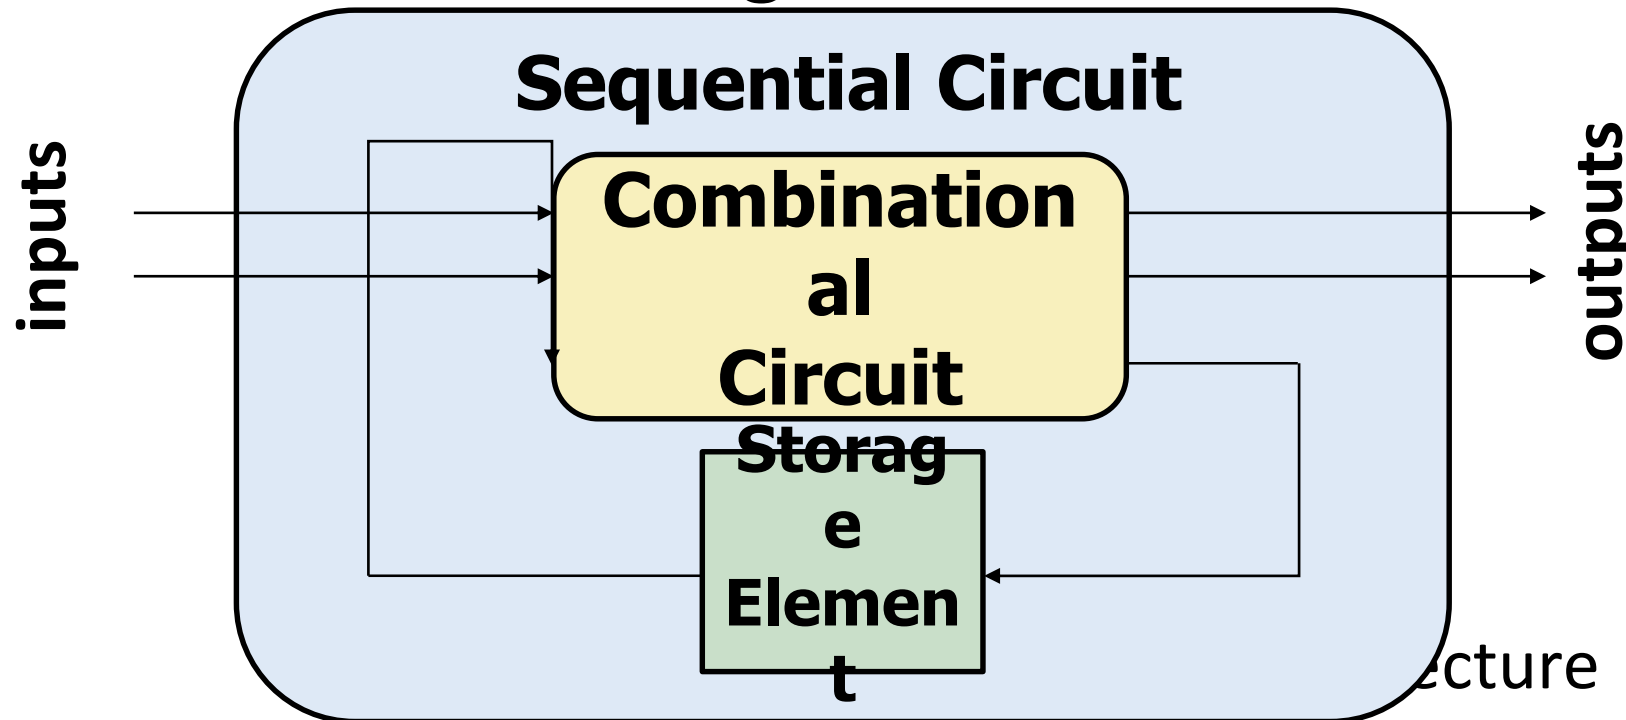 Sequential Circuit
inputs
Combination
al
Circuit
outputs
Storag
e
Elemen
t
ecture